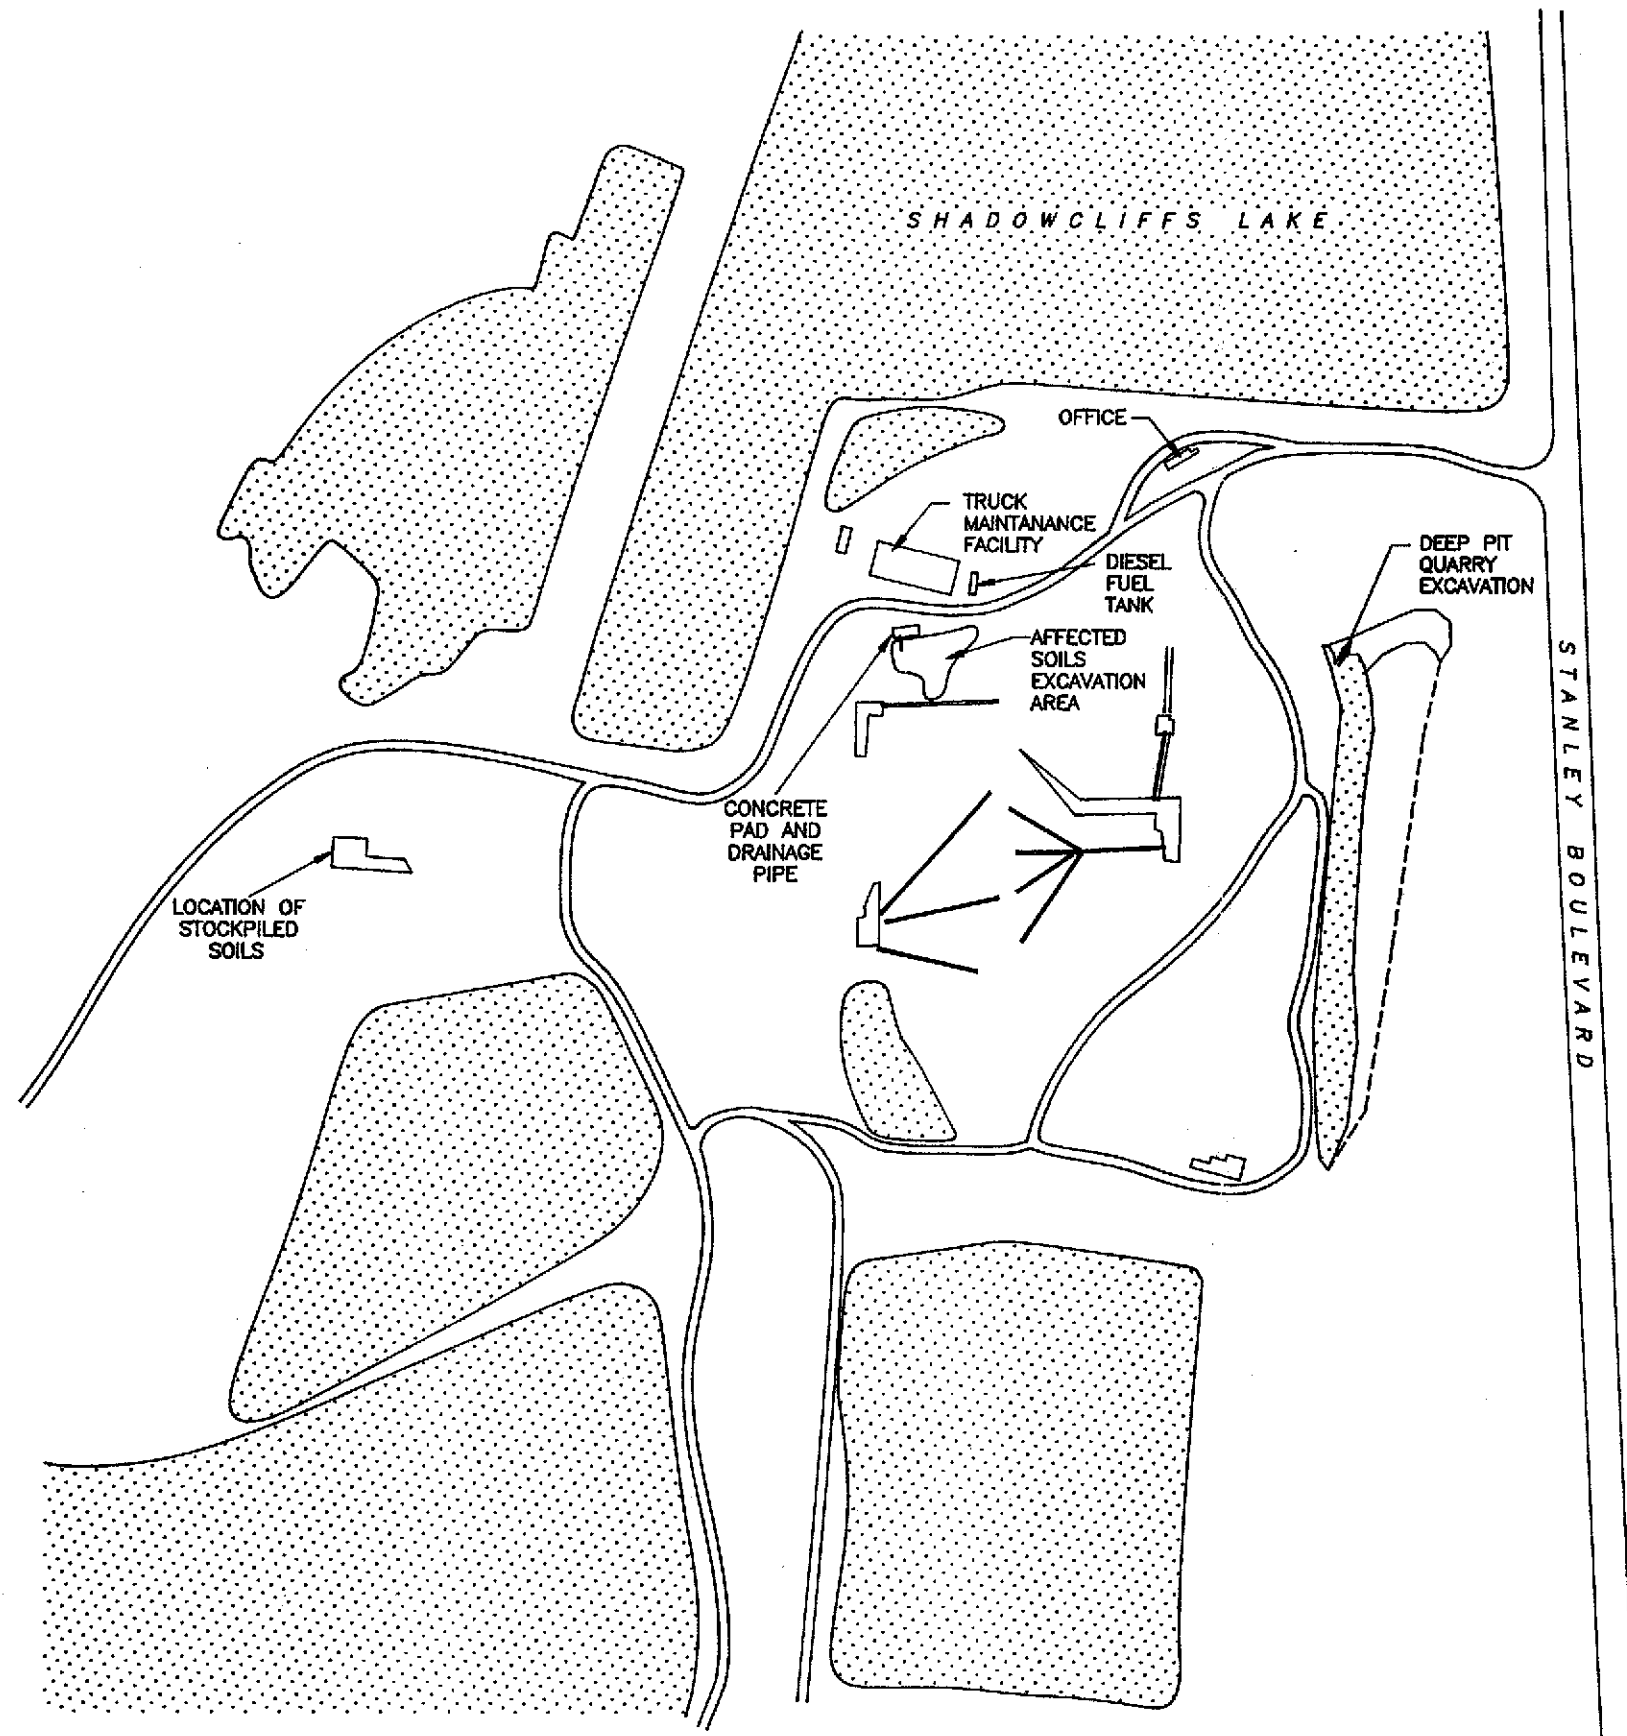 SHADOWCLIFFS LAKE
OFFICE
TRUCK
MAINTANANCE
FACILITY
DIESEL
FUEL
TANK
DEEP PIT
QUARRY
EXCAVATION
AFFECTED
SOILS
EXCAVATION
AREA
STANLEY BOULEVARD
CONCRETE
PAD AND
DRAINAGE
PIPE
LOCATION OF
STOCKPILED
SOILS